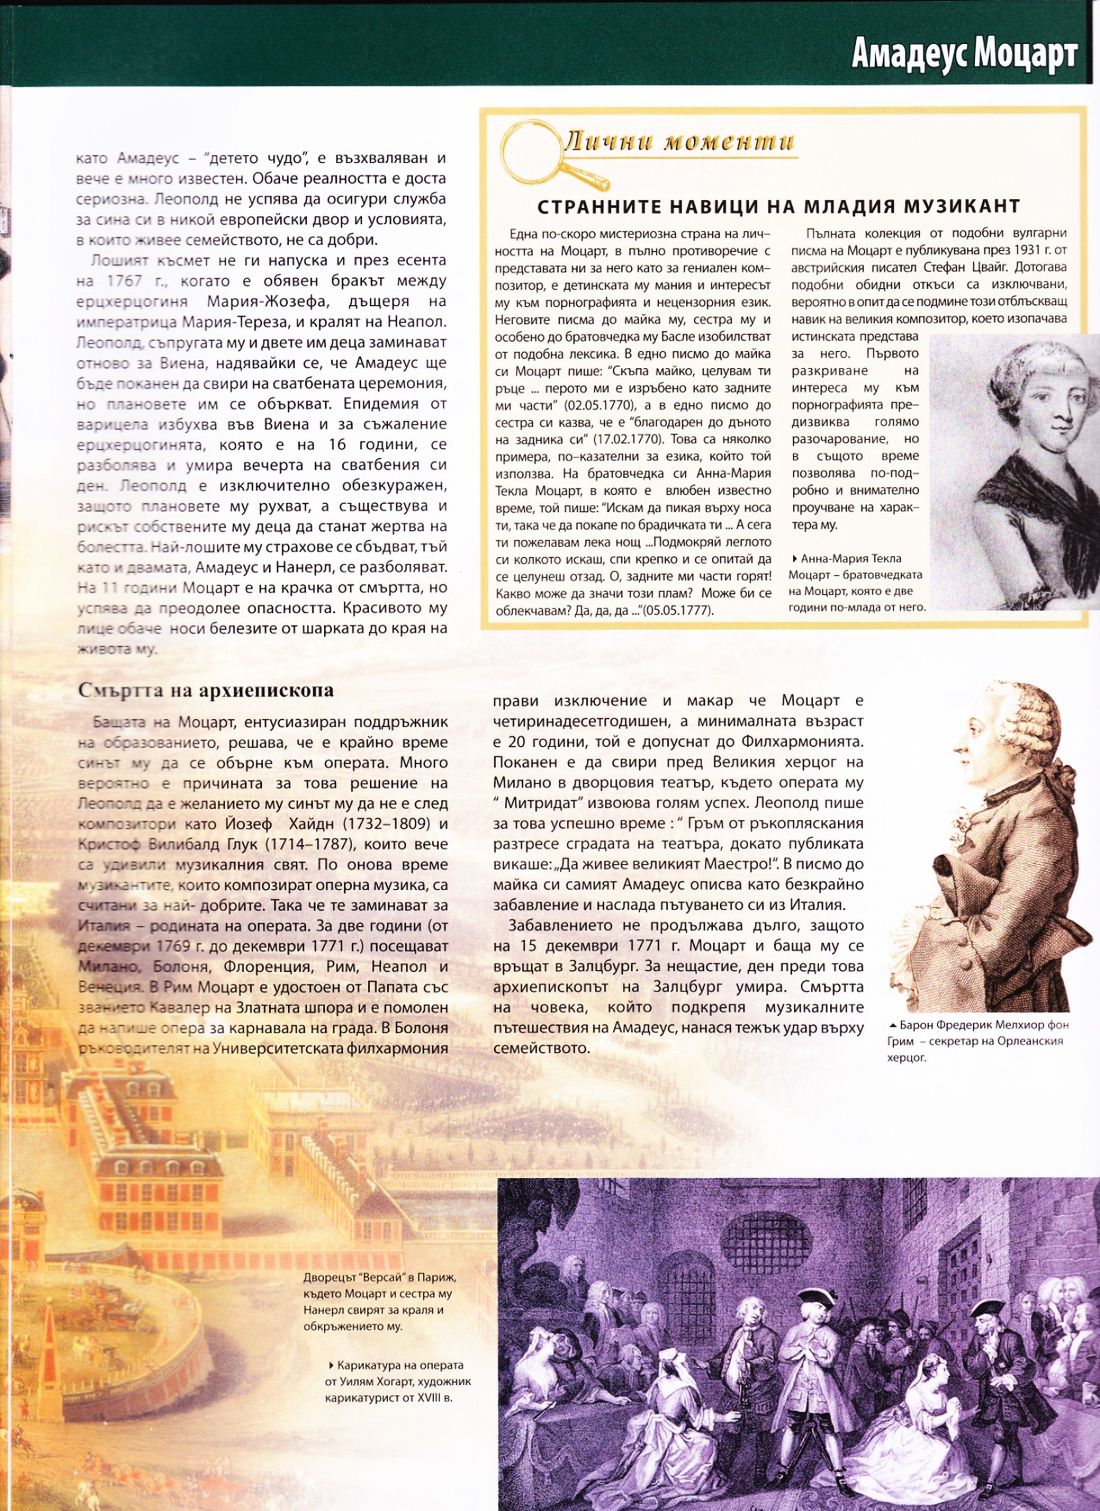 Амадеус Моцарт
като Амадеус – “детето чудо”, е възхваляван и
вече е много известен. Обаче реалността е доста
сериозна. Леополд не успява да осигури служба
за сина си в никой европейски двор и условията,
в които живее семейството, не са добри.
Лошият късмет не ги напуска и през есента
на 1767 г., когато е обявен бракът между
ерцхерцогиня Мария-Жозефа, дъщеря на
императрица Мария-Тереза, и кралят на Неапол.
Леополд, съпругата му и двете им деца заминават
отново за Виена, надявайки се, че Амадеус ще
бъде поканен да свири на сватбената церемония,
но плановете им се объркват. Епидемия от
варицела избухва във Виена и за съжаление
ерцхерцогинята, която е на 16 години, се
разболява и умира вечерта на сватбения си
ден. Леополд е изключително обезкуражен,
защото плановете му рухват, а съществува и
рискът собствените му деца да станат жертва на
болестта. Най-лошите му страхове се сбъдват, тъй
като и двамата, Амадеус и Нанерл, се разболяват.
На 11 години Моцарт е на крачка от смъртта, но
успява да преодолее опасността. Красивото му
лице обаче носи белезите от шарката до края на
живота му.
Лични моменти
СТРАННИТЕ НАВИЦИ НА МЛАДИЯ МУЗИКАНТ
Една по-скоро мистериозна страна на лич–
ността на Моцарт, в пълно противоречие с
представата ни за него като за гениален ком–
позитор, е детинската му мания и интересът
му към порнографията и нецензорния език.
Неговите писма до майка му, сестра му и
особено до братовчедка му Басле изобилстват
от подобна лексика. В едно писмо до майка
си Моцарт пише: “Скъпа майко, целувам ти
ръце ... перото ми е изръбено като задните
ми части” (02.05.1770), а в едно писмо до
сестра си казва, че е “благодарен до дъното
на задника си” (17.02.1770). Това са няколко
примера, по–казателни за езика, който той
използва. На братовчедка си Анна-Мария
Текла Моцарт, в която е влюбен известно
време, той пише: “Искам да пикая върху носа
ти, така че да покапе по брадичката ти ... А сега
ти пожелавам лека нощ ...Подмокряй леглото
си колкото искаш, спи крепко и се опитай да
се целунеш отзад. О, задните ми части горят!
Какво може да значи този плам? Може би се
облекчавам? Да, да, да ...”(05.05.1777).
Пълната колекция от подобни вулгарни
писма на Моцарт е публикувана през 1931 г. от
австрийския писател Стефан Цвайг. Дотогава
подобни обидни откъси са изключвани,
вероятно в опит да се подмине този отблъскващ
навик на великия композитор, което изопачава
истинската представа
за него. Първото
разкриване на
интереса му към
порнографията пре–
дизвиква голямо
разочарование, но
в същото време
позволява по-под–
робно и внимателно
проучване на харак–
тера му.
Анна-Мария Текла
Моцарт – братовчедката
на Моцарт, която е две
години по-млада от него.
Смъртта на архиепископа
Бащата на Моцарт, ентусиазиран поддръжник
на образованието, решава, че е крайно време
синът му да се обърне към операта. Много
вероятно е причината за това решение на
Леополд да е желанието му синът му да не е след
композитори като Йозеф Хайдн (1732–1809) и
Кристоф Вилибалд Глук (1714–1787), които вече
са удивили музикалния свят. По онова време
музикантите, които композират оперна музика, са
считани за най- добрите. Така че те заминават за
Италия – родината на операта. За две години (от
декември 1769 г. до декември 1771 г.) посещават
Милано, Болоня, Флоренция, Рим, Неапол и
Венеция. В Рим Моцарт е удостоен от Папата със
званието Кавалер на Златната шпора и е помолен
да напише опера за карнавала на града. В Болоня
ръководителят на Университетската филхармония
прави изключение и макар че Моцарт е
четиринадесетгодишен, а минималната възраст
е 20 години, той е допуснат до Филхармонията.
Поканен е да свири пред Великия херцог на
Милано в дворцовия театър, където операта му
“ Митридат” извоюва голям успех. Леополд пише
за това успешно време : “ Гръм от ръкопляскания
разтресе сградата на театъра, докато публиката
викаше: „Да живее великият Маестро!“. В писмо до
майка си самият Амадеус описва като безкрайно
забавление и наслада пътуването си из Италия.
Забавлението не продължава дълго, защото
на 15 декември 1771 г. Моцарт и баща му се
връщат в Залцбург. За нещастие, ден преди това
архиепископът на Залцбург умира. Смъртта
на човека, който подкрепя музикалните
пътешествия на Амадеус, нанася тежък удар върху
семейството.
Барон Фредерик Мелхиор фон
Грим – секретар на Орлеанския
херцог.
Дворецът “Версай” в Париж,
където Моцарт и сестра му
Нанерл свирят за краля и
обкръжението му.
Карикатура на операта
от Уилям Хогарт, художник
карикатурист от XVIII в.